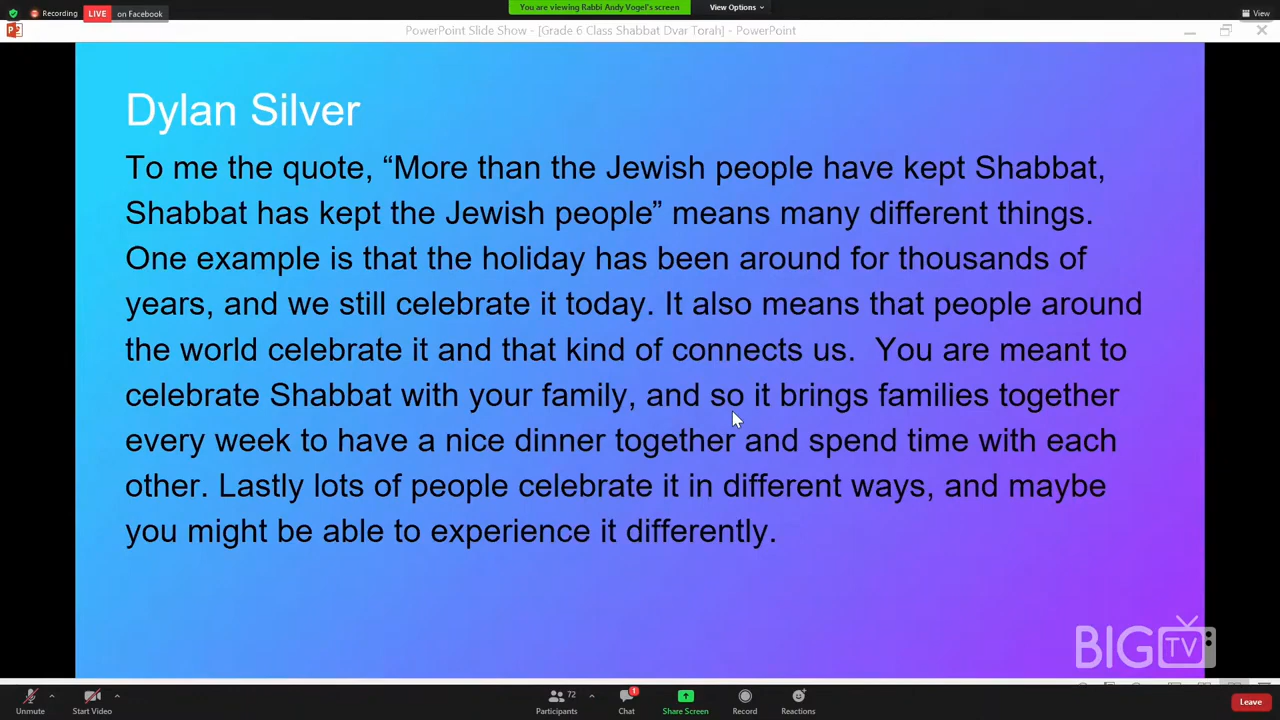 Recording LIVE on Facebook You are viewing Rabbi Andy Vogel's screen View Options View
PowerPoint Slide Show - [Grade 6 Class Shabbat Dvar Torah] - PowerPoint
Dylan Silver
To me the quote, “More than the Jewish people have kept Shabbat,
Shabbat has kept the Jewish people” means many different things.
One example is that the holiday has been around for thousands of
years, and we still celebrate it today. It also means that people around
the world celebrate it and that kind of connects us.  You are meant to
celebrate Shabbat with your family, and so it brings families together
every week to have a nice dinner together and spend time with each
other. Lastly lots of people celebrate it in different ways, and maybe
you might be able to experience it differently.
BIG TV
72 1
Unmute Start Video Participants Chat Share Screen Record Reactions Leave